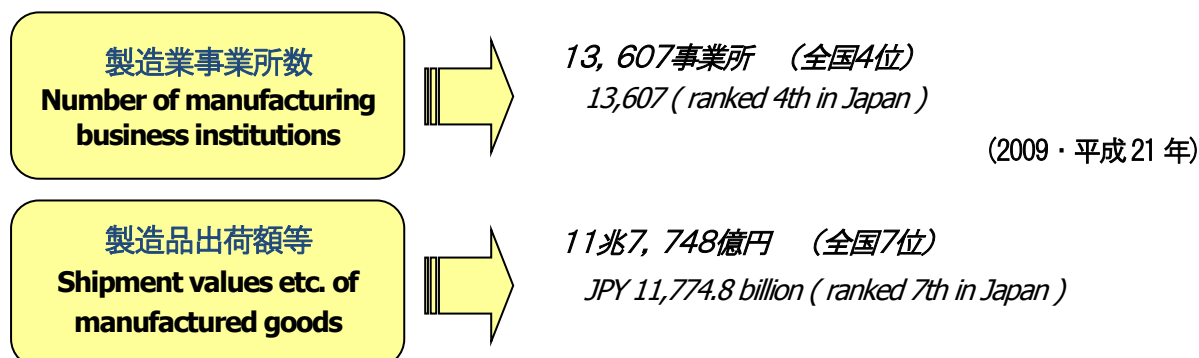 製造業事業所数
Number of manufacturing
business institutions
13,607事業所　（全国4位）
13,607 ( ranked 4th in Japan )
(2009・平成 21 年)
製造品出荷額等
Shipment values etc. of
manufactured goods
11兆7,748億円　（全国7位）
JPY 11,774.8 billion ( ranked 7th in Japan )